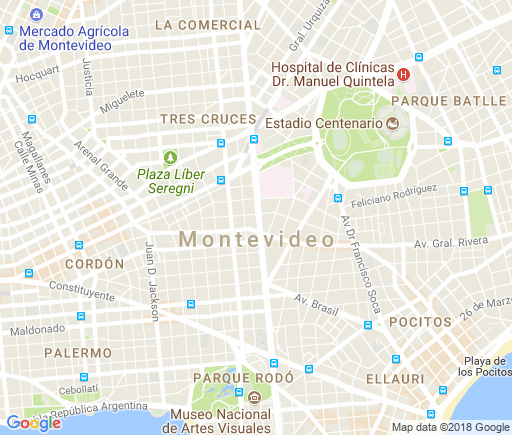 LA COMERCIAL
Gral. Urquiza
Mercado Agrícola
de Montevideo
Hocquart
Justicia
Miguelete
Hospital de Clínicas
Dr. Manuel Quintela
H
PARQUE BATLLE
TRES CRUCES
Estadio Centenario
Magallanes
Calle Minas
Arenal Grande
Plaza Líber
Seregni
Feliciano Rodríguez
Montevideo
Av. Gral. Rivera
Av Dr Francisco Soca
CORDÓN
Juan D. Jackson
Constituyente
Av. Brasil
26 de Marzo
Maldonado
POCITOS
PALERMO
Playa de
los Pocitos
PARQUE RODÓ
ELLAURI
Cebollatí
bla República Argentina
Museo Nacional
de Artes Visuales
Google
Map data ©2018 Google